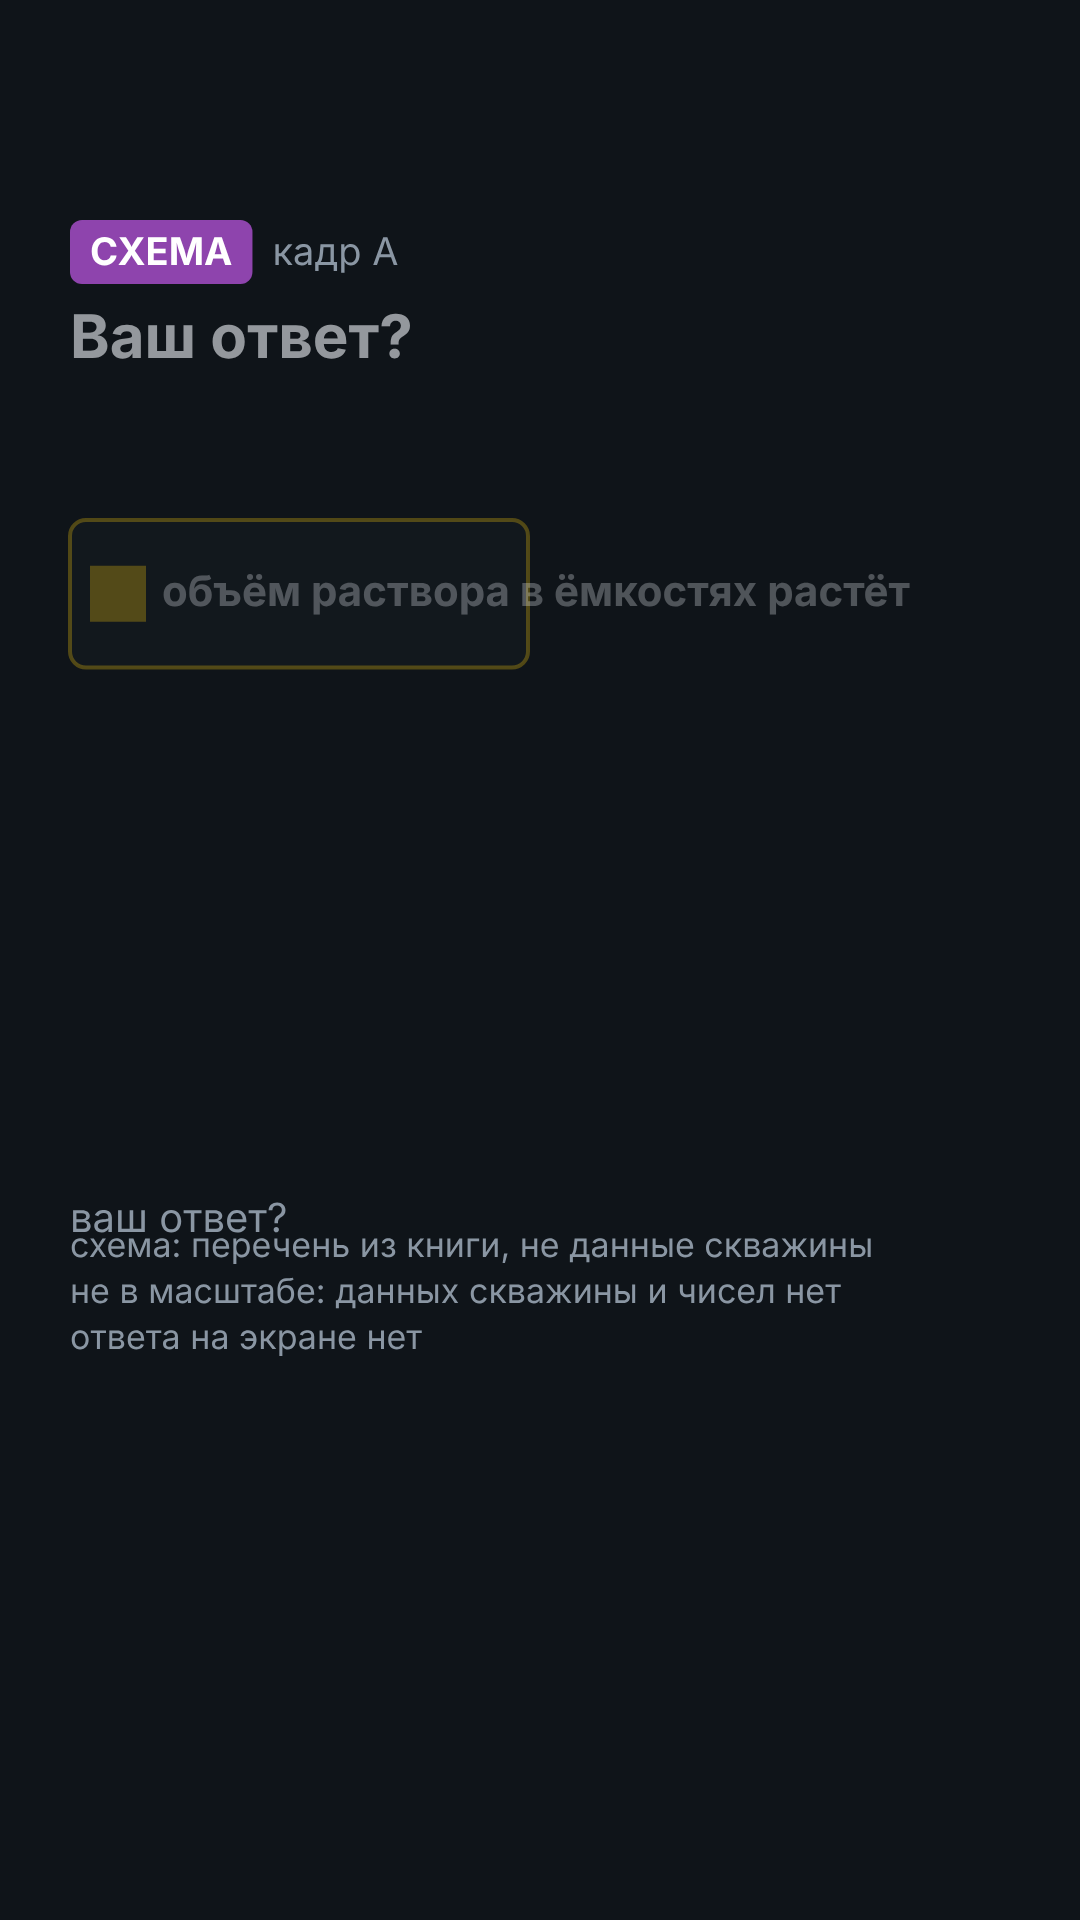 СХЕМА кадр А
Ваш ответ?
объём раствора в ёмкостях растёт
ваш ответ?
схема: перечень из книги, не данные скважины
не в масштабе: данных скважины и чисел нет
ответа на экране нет